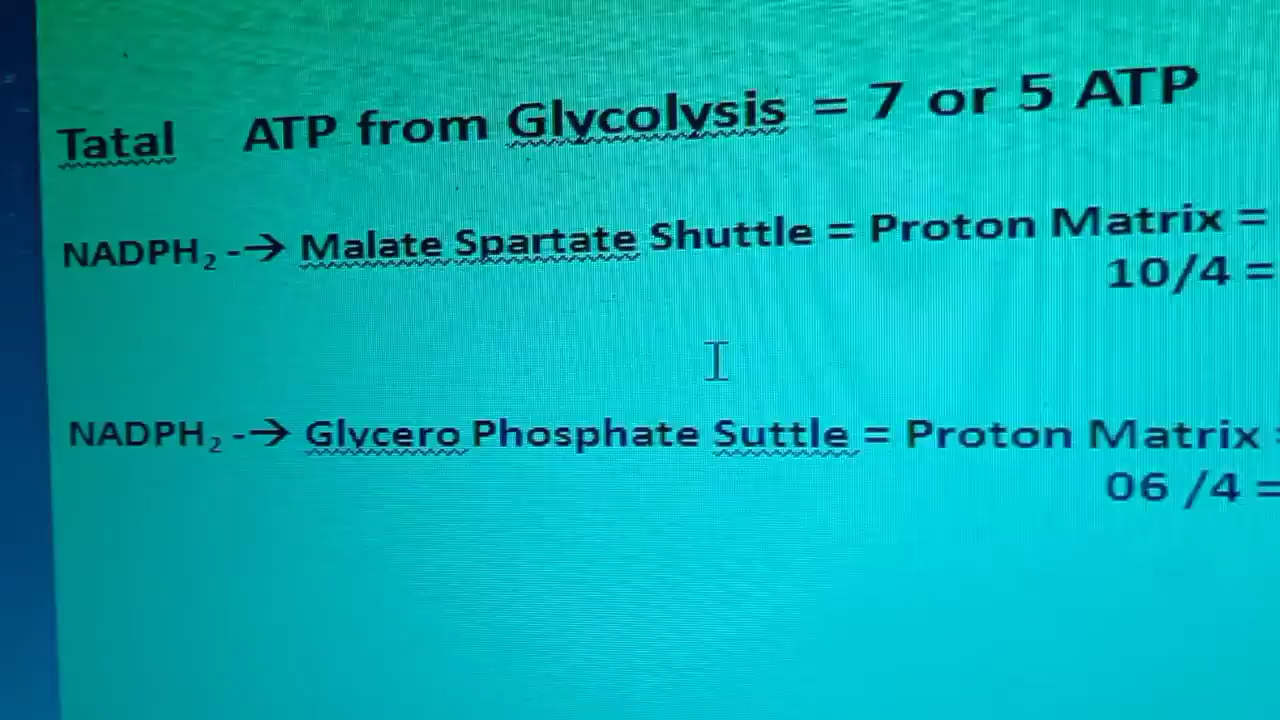 Tatal ATP from Glycolysis = 7 or 5 ATP
NADPH₂ -→ Malate Spartate Shuttle = Proton Matrix =
10/4 =
NADPH₂ -→ Glycero Phosphate Suttle = Proton Matrix =
06 /4 =